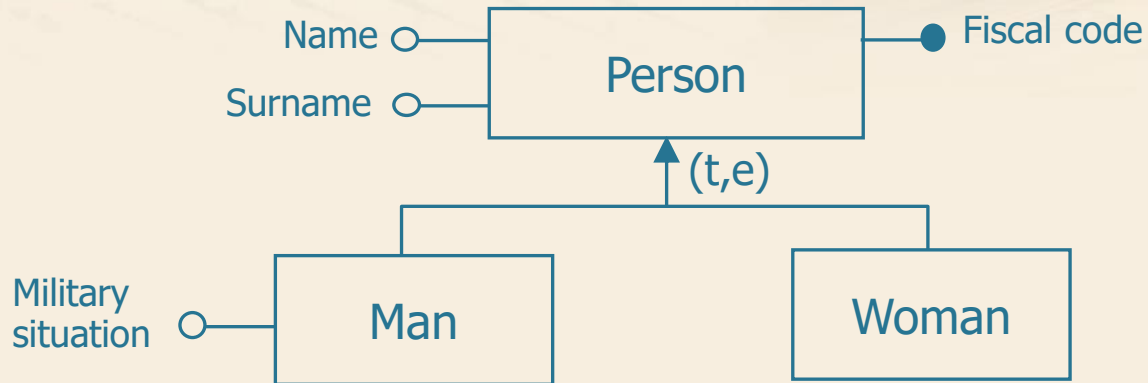 Name
Fiscal code
Person
Surname
(t,e)
Military
situation
Man
Woman